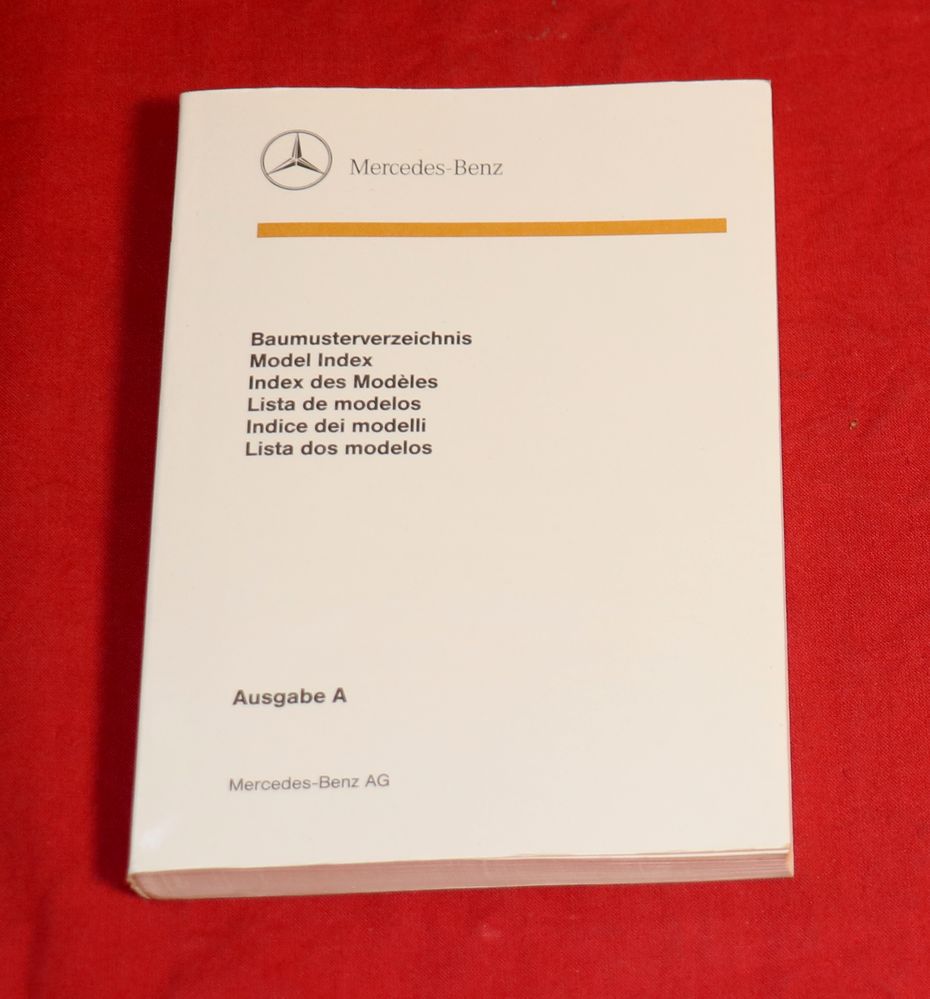 Mercedes-Benz
Baumusterverzeichnis
Model Index
Index des Modèles
Lista de modelos
Indice dei modelli
Lista dos modelos
Ausgabe A
Mercedes-Benz AG